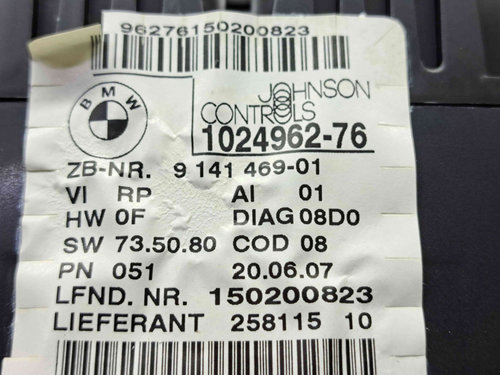 96276150200823
BMW
JOHNSON
CONTROLS
1024962-76
ZB-NR. 9 141 469-01
VI RP AI 01
HW 0F DIAG 08D0
SW 73.50.80 COD 08
PN 051 20.06.07
LFND. NR. 150200823
LIEFERANT 258115 10